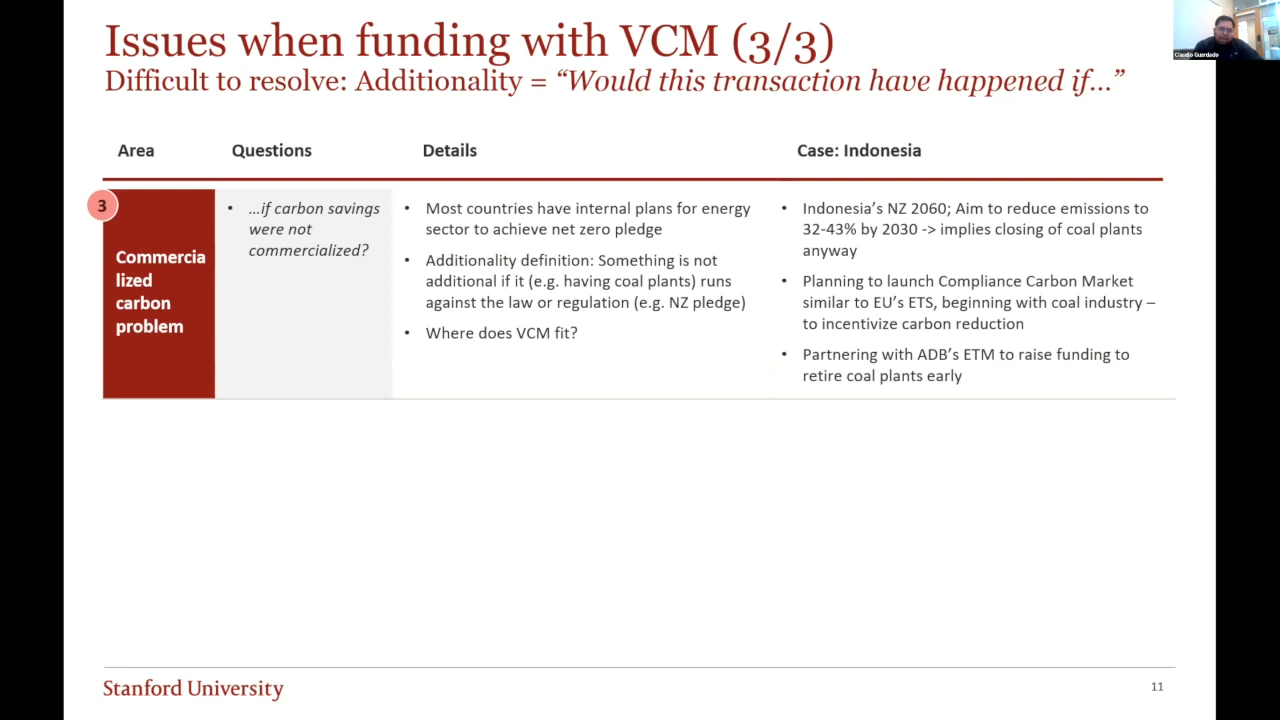 Issues when funding with VCM (3/3)
Difficult to resolve: Additionality = “Would this transaction have happened if...”
Claudio Guardado
Area
Questions
Details
Case: Indonesia
3
Commercia
lized
carbon
problem
• …if carbon savings
were not
commercialized?
• Most countries have internal plans for energy
sector to achieve net zero pledge
• Additionality definition: Something is not
additional if it (e.g. having coal plants) runs
against the law or regulation (e.g. NZ pledge)
• Where does VCM fit?
• Indonesia’s NZ 2060; Aim to reduce emissions to
32-43% by 2030 -> implies closing of coal plants
anyway
• Planning to launch Compliance Carbon Market
similar to EU’s ETS, beginning with coal industry –
to incentivize carbon reduction
• Partnering with ADB’s ETM to raise funding to
retire coal plants early
Stanford University
11